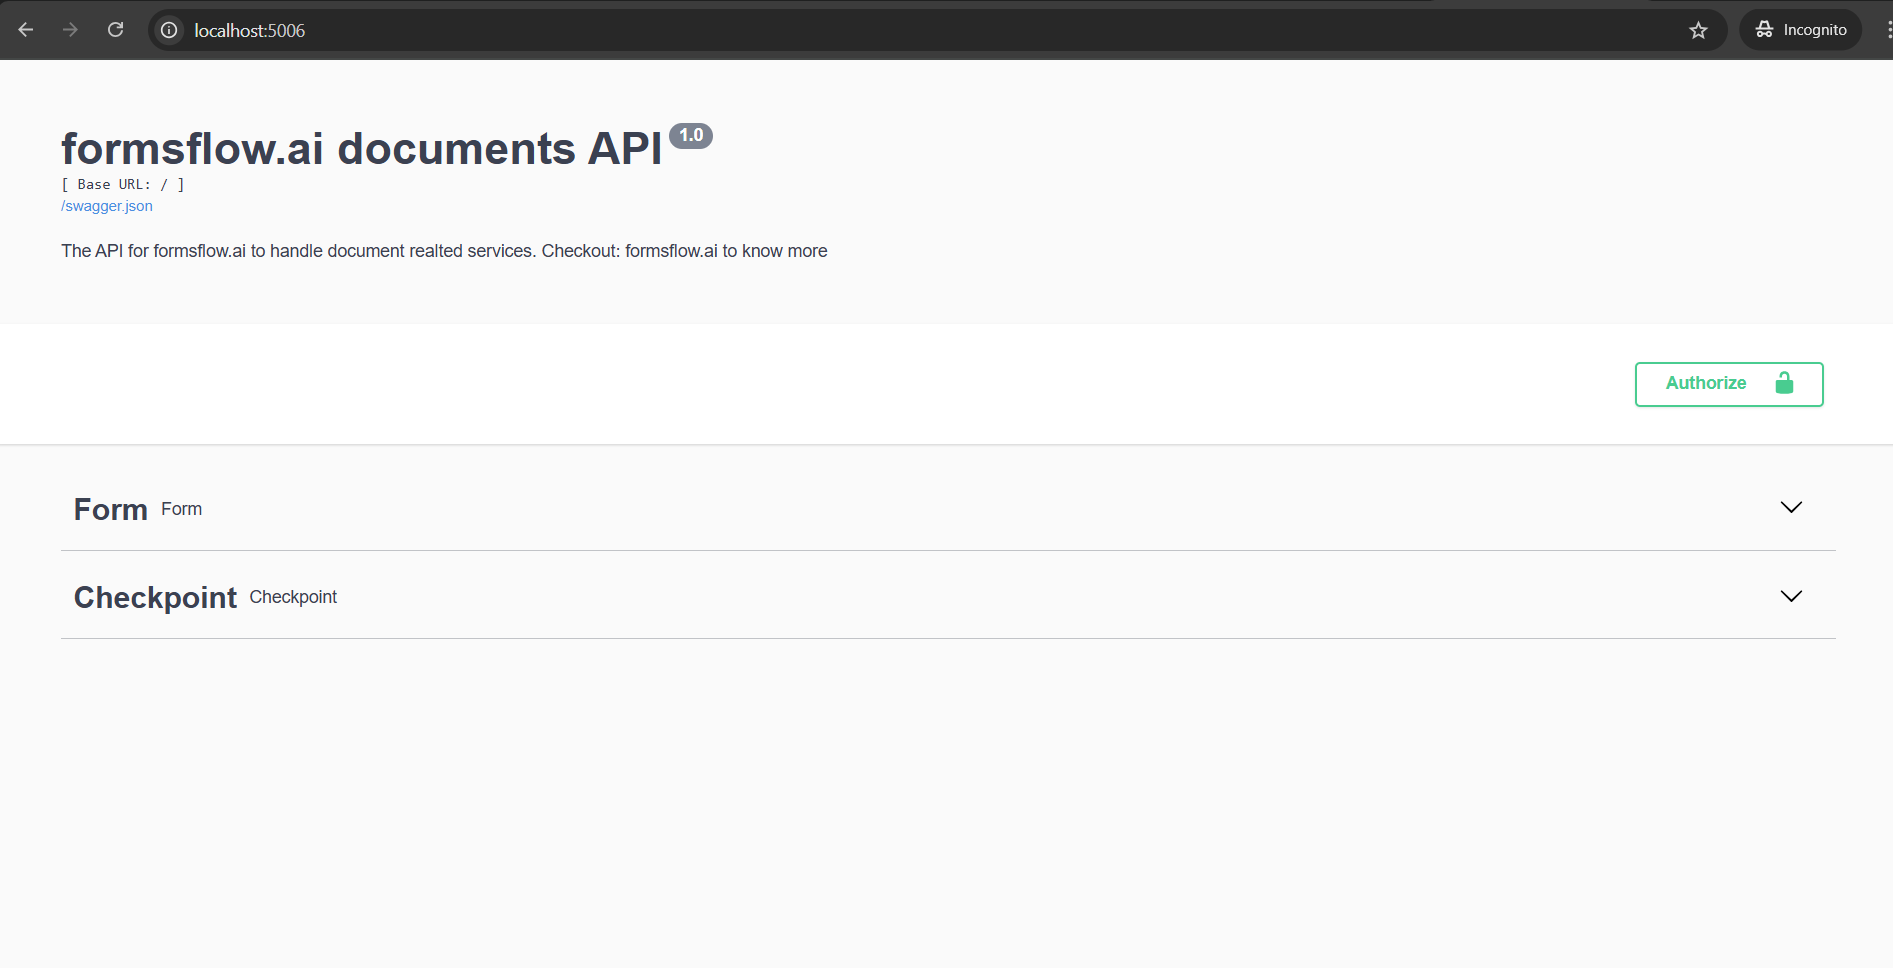 localhost:5006
Incognito
formsflow.ai documents API 1.0
[ Base URL: / ]
/swagger.json
The API for formsflow.ai to handle document realted services. Checkout: formsflow.ai to know more
Authorize
Form Form
Checkpoint Checkpoint